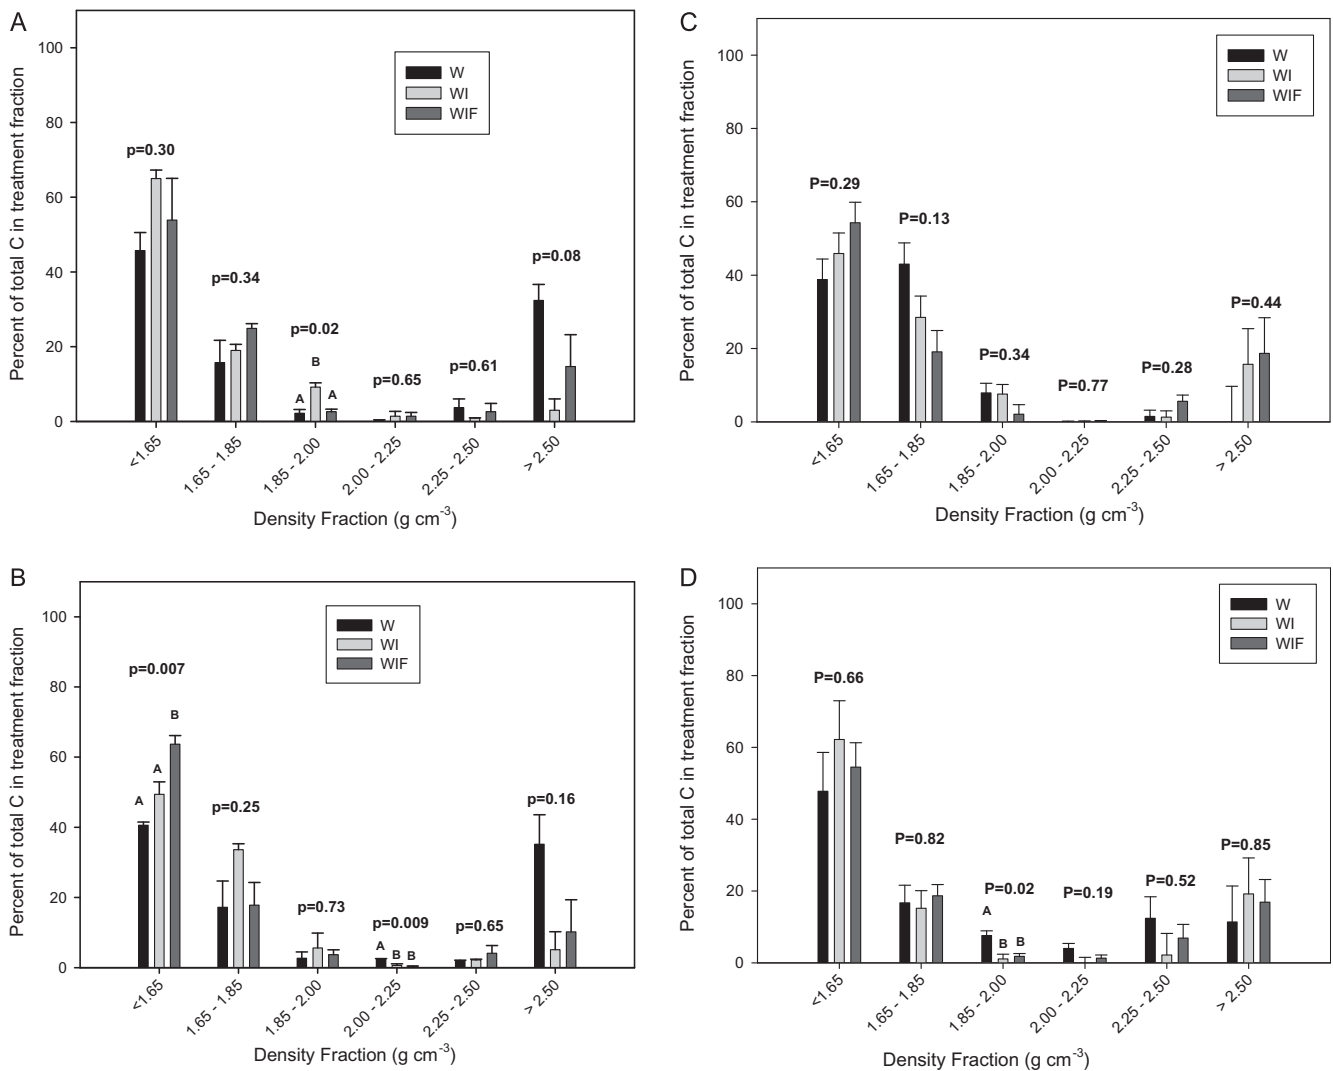 A
Percent of total C in treatment fraction
100
80
60
40
20
0
W
WI
WIF
p=0.30
p=0.34
p=0.02
p=0.65
p=0.61
p=0.08
A
B
A
<1.65
1.65 - 1.85
1.85 - 2.00
2.00 - 2.25
2.25 - 2.50
> 2.50
Density Fraction (g cm-3)
C
Percent of total C in treatment fraction
100
80
60
40
20
0
W
WI
WIF
P=0.29
P=0.13
P=0.34
P=0.77
P=0.28
P=0.44
<1.65
1.65 - 1.85
1.85 - 2.00
2.00 - 2.25
2.25 - 2.50
> 2.50
Density Fraction (g cm-3)
B
Percent of total C in treatment fraction
100
80
60
40
20
0
W
WI
WIF
p=0.007
p=0.25
p=0.73
p=0.009
p=0.65
p=0.16
A
A
B
A
B
B
<1.65
1.65 - 1.85
1.85 - 2.00
2.00 - 2.25
2.25 - 2.50
> 2.50
Density Fraction (g cm-3)
D
Percent of total C in treatment fraction
100
80
60
40
20
0
W
WI
WIF
P=0.66
P=0.82
P=0.02
P=0.19
P=0.52
P=0.85
A
B
B
<1.65
1.65 - 1.85
1.85 - 2.00
2.00 - 2.25
2.25 - 2.50
> 2.50
Density Fraction (g cm-3)